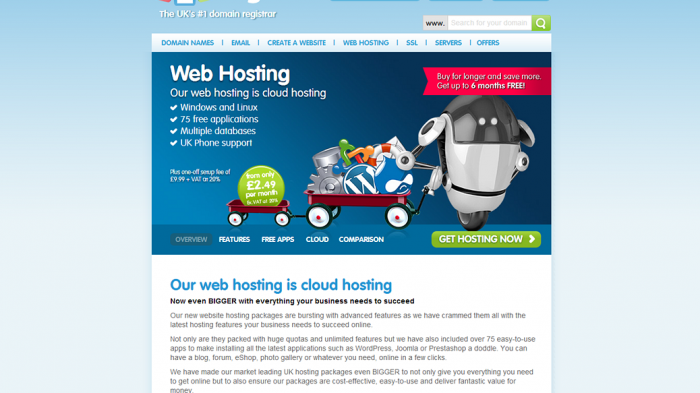 The UK's #1 domain registrar
www. Search for your domain
DOMAIN NAMES | EMAIL | CREATE A WEBSITE | WEB HOSTING | SSL | SERVERS | OFFERS
Web Hosting
Our web hosting is cloud hosting
Windows and Linux
75 free applications
Multiple databases
UK Phone support
Buy for longer and save more.
Get up to 6 months FREE!
Plus one-off setup fee of
£9.99 + VAT at 20%
from only
£2.49
per month
Ex. VAT at 20%
OVERVIEW FEATURES FREE APPS CLOUD COMPARISON
GET HOSTING NOW
Our web hosting is cloud hosting
Now even BIGGER with everything your business needs to succeed
Our new website hosting packages are bursting with advanced features as we have crammed them all with the
latest hosting features your business needs to succeed online.
Not only are they packed with huge quotas and unlimited features but we have also included over 75 easy-to-use
apps to make installing all the latest applications such as WordPress, Joomla or Prestashop a doddle. You can
have a blog, forum, eShop, photo gallery or whatever you need, online in a few clicks.
We have made our market leading UK hosting packages even BIGGER to not only give you everything you need
to get online but to also ensure our packages are cost-effective, easy-to-use and deliver fantastic value for
money.